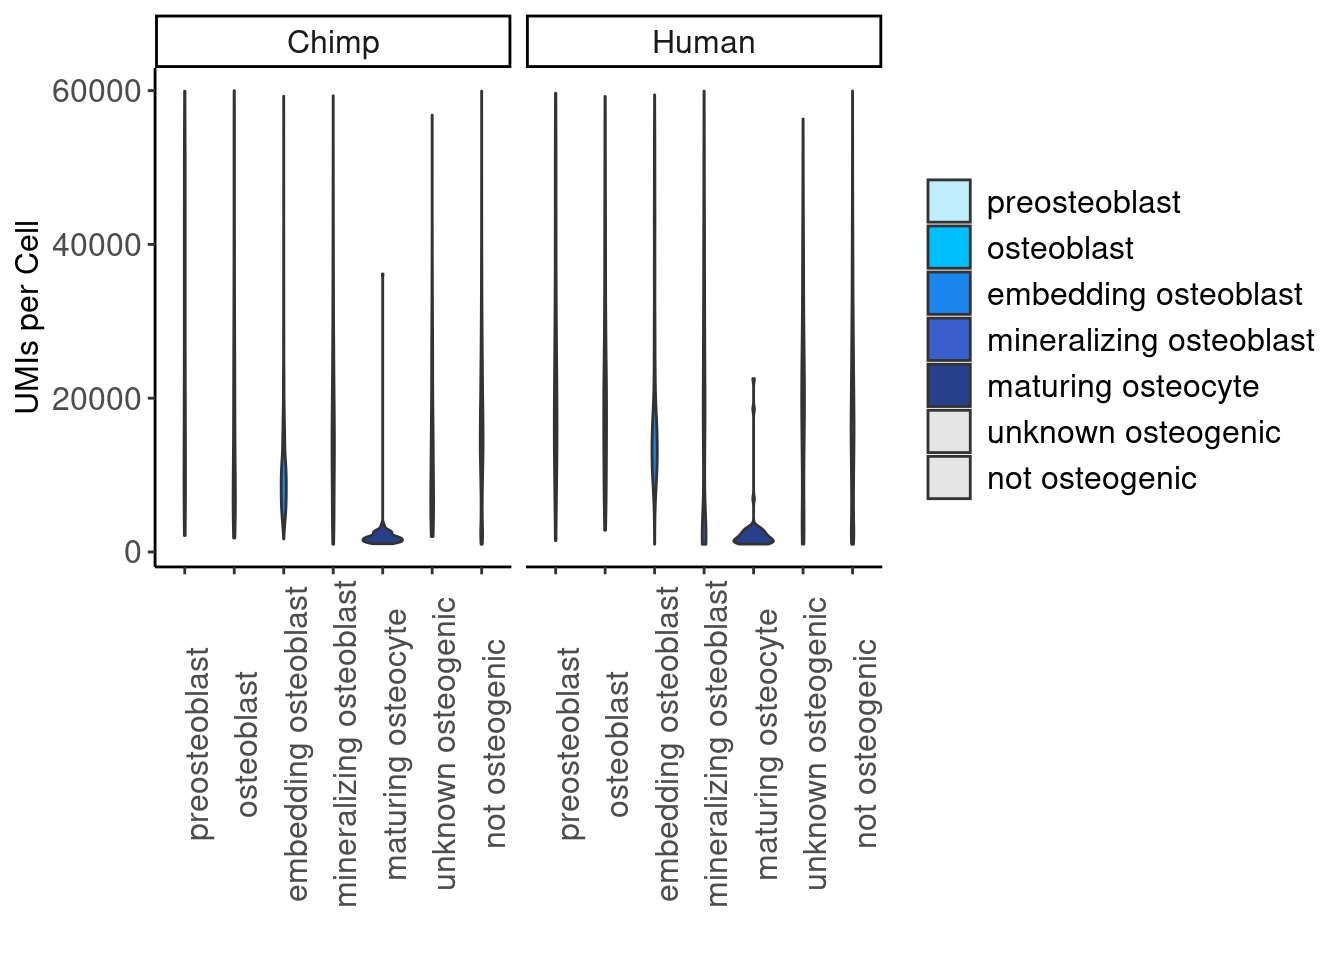 Chimp
Human
UMIs per Cell
60000
40000
20000
0
preosteoblast
osteoblast
embedding osteoblast
mineralizing osteoblast
maturing osteocyte
unknown osteogenic
not osteogenic
preosteoblast
osteoblast
embedding osteoblast
mineralizing osteoblast
maturing osteocyte
unknown osteogenic
not osteogenic
preosteoblast
osteoblast
embedding osteoblast
mineralizing osteoblast
maturing osteocyte
unknown osteogenic
not osteogenic